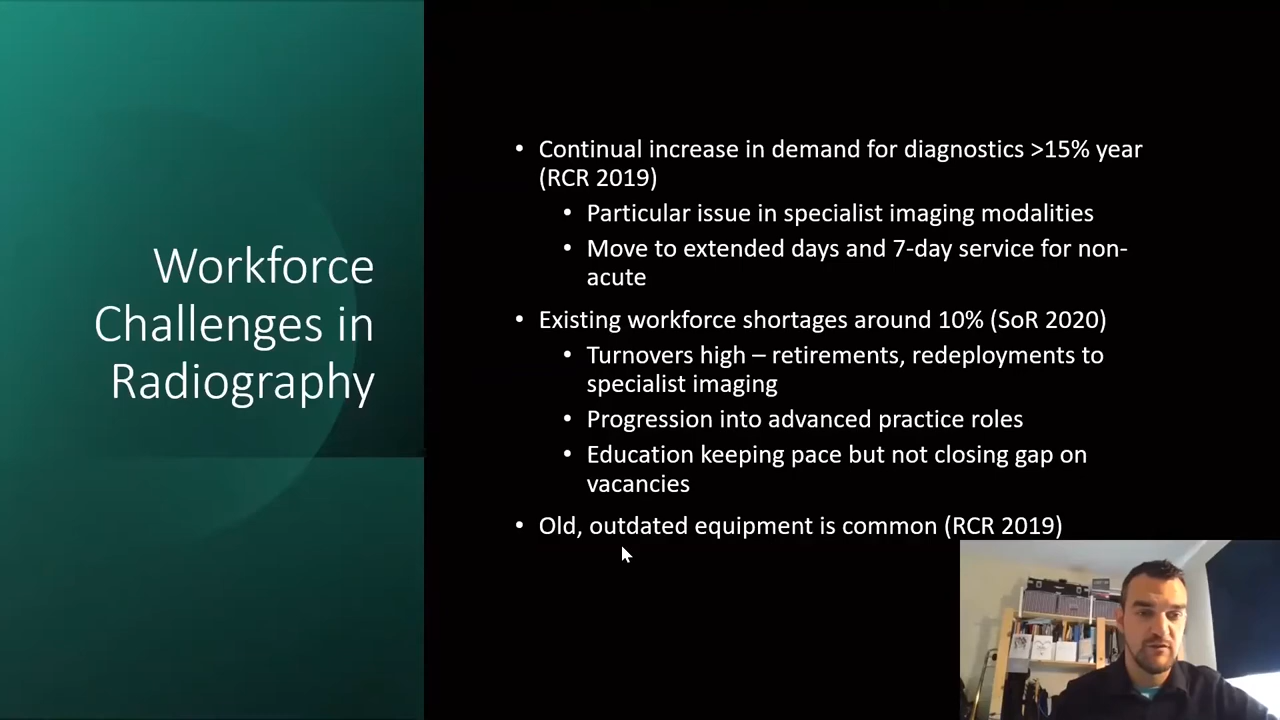 Workforce
Challenges in
Radiography
• Continual increase in demand for diagnostics >15% year
(RCR 2019)
• Particular issue in specialist imaging modalities
• Move to extended days and 7-day service for non-
acute
• Existing workforce shortages around 10% (SoR 2020)
• Turnovers high – retirements, redeployments to
specialist imaging
• Progression into advanced practice roles
• Education keeping pace but not closing gap on
vacancies
• Old, outdated equipment is common (RCR 2019)